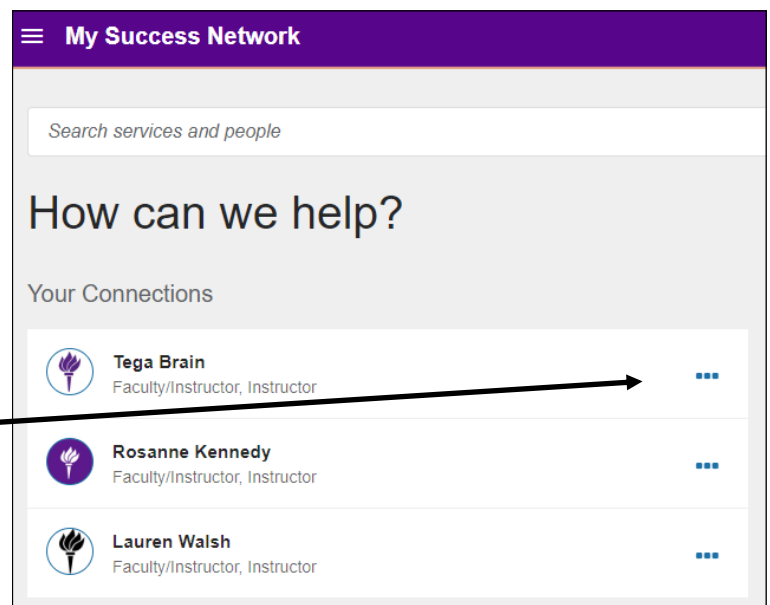 My Success Network
Search services and people
How can we help?
Your Connections
Tega Brain
Faculty/Instructor, Instructor
Rosanne Kennedy
Faculty/Instructor, Instructor
Lauren Walsh
Faculty/Instructor, Instructor